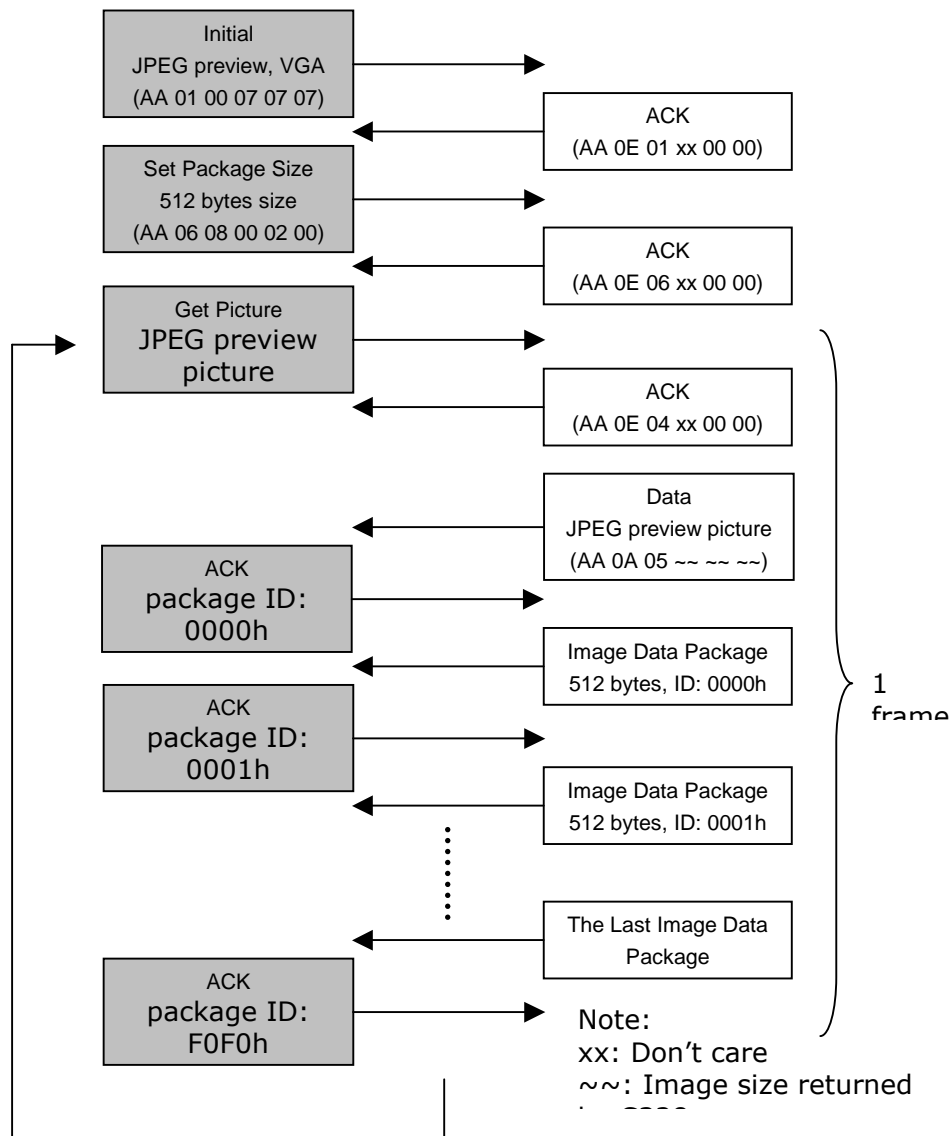 Initial
JPEG preview, VGA
(AA 01 00 07 07 07)
ACK
(AA 0E 01 xx 00 00)
Set Package Size
512 bytes size
(AA 06 08 00 02 00)
ACK
(AA 0E 06 xx 00 00)
Get Picture
JPEG preview
picture
ACK
(AA 0E 04 xx 00 00)
Data
JPEG preview picture
(AA 0A 05 ~~ ~~ ~~)
ACK
package ID:
0000h
Image Data Package
512 bytes, ID: 0000h
1
frame
ACK
package ID:
0001h
Image Data Package
512 bytes, ID: 0001h
The Last Image Data
Package
ACK
package ID:
F0F0h
Note:
xx: Don't care
~~: Image size returned